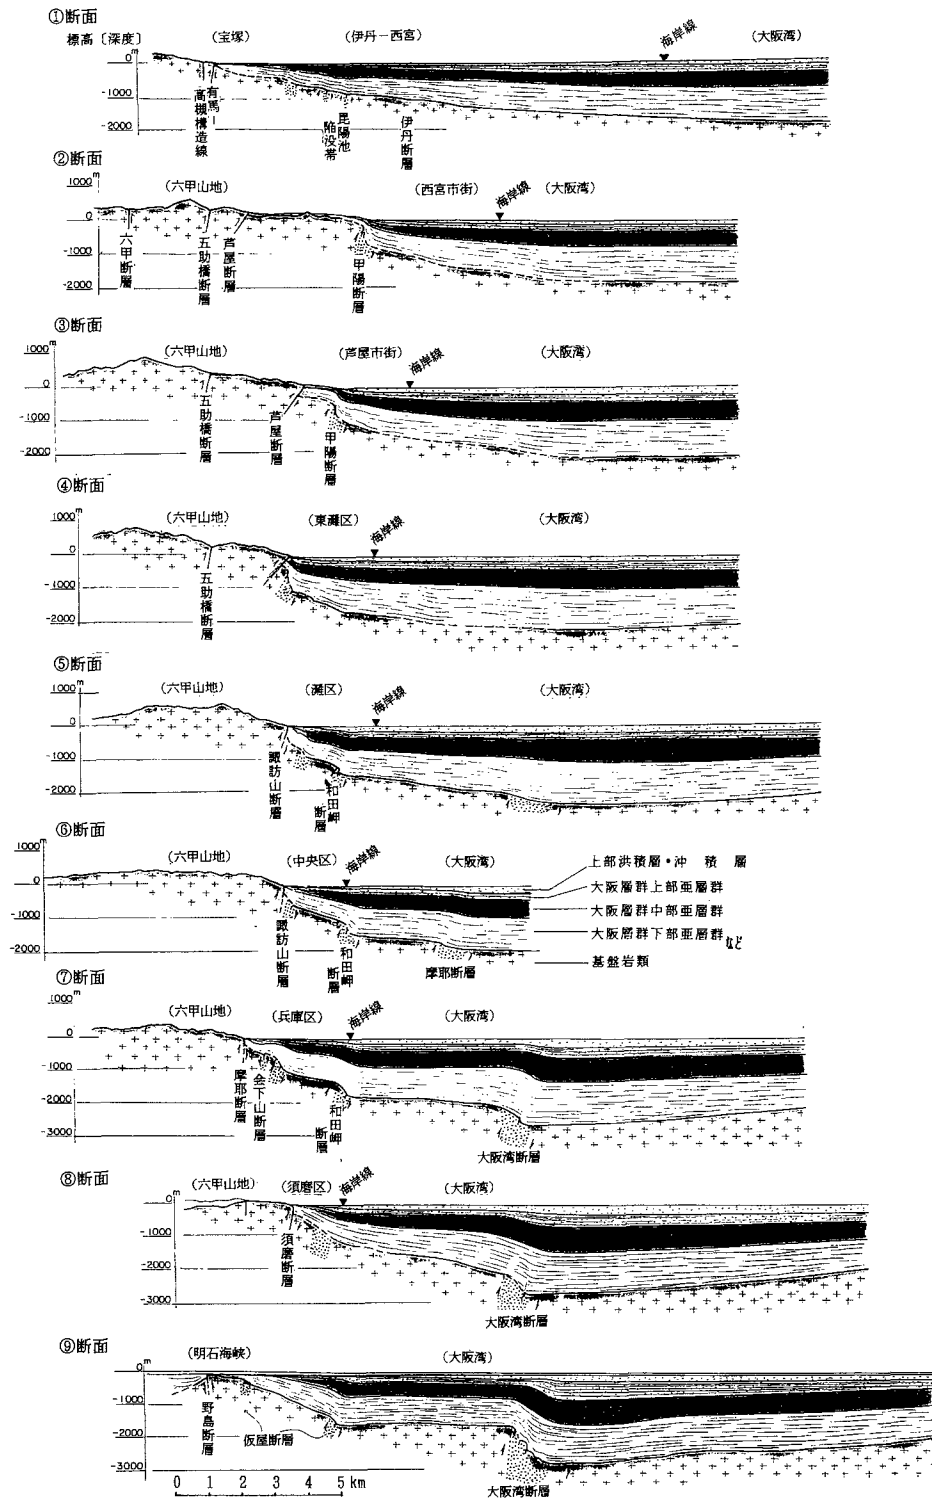 ①断面
標高〔深度〕
(宝塚)
(伊丹－西宮)
海岸線
(大阪湾)
m
0
-1000
-2000
有馬－
高槻構造線
昆陽池
陥没帯
伊丹断層
②断面
m
1000
0
-1000
-2000
(六甲山地)
(西宮市街)
海岸線
(大阪湾)
六甲断層
五助橋断層
芦屋断層
甲陽断層
③断面
1000m
0
-1000
-2000
(六甲山地)
(芦屋市街)
海岸線
(大阪湾)
五助橋断層
芦屋断層
甲陽断層
④断面
1000m
0
-1000
-2000
(六甲山地)
(東灘区)
海岸線
(大阪湾)
五助橋断層
⑤断面
1000m
0
-1000
-2000
(六甲山地)
(灘区)
海岸線
(大阪湾)
諏訪山断層
和田岬
断層
⑥断面
1000m
0
-1000
-2000
(六甲山地)
(中央区)
海岸線
(大阪湾)
諏訪山断層
和田岬
断層
摩耶断層
上部洪積層・沖積層
大阪層群上部亜層群
大阪層群中部亜層群
大阪層群下部亜層群など
基盤岩類
⑦断面
1000m
0
-1000
-2000
-3000
(六甲山地)
(兵庫区)
海岸線
(大阪湾)
摩耶断層
会下山断層
和田岬
断層
大阪湾断層
⑧断面
0m
-1000
-2000
-3000
(六甲山地)
(須磨区)
海岸線
(大阪湾)
須磨断層
大阪湾断層
⑨断面
0m
-1000
-2000
-3000
(明石海峡)
(大阪湾)
野島断層
仮屋断層
大阪湾断層
0 1 2 3 4 5 km